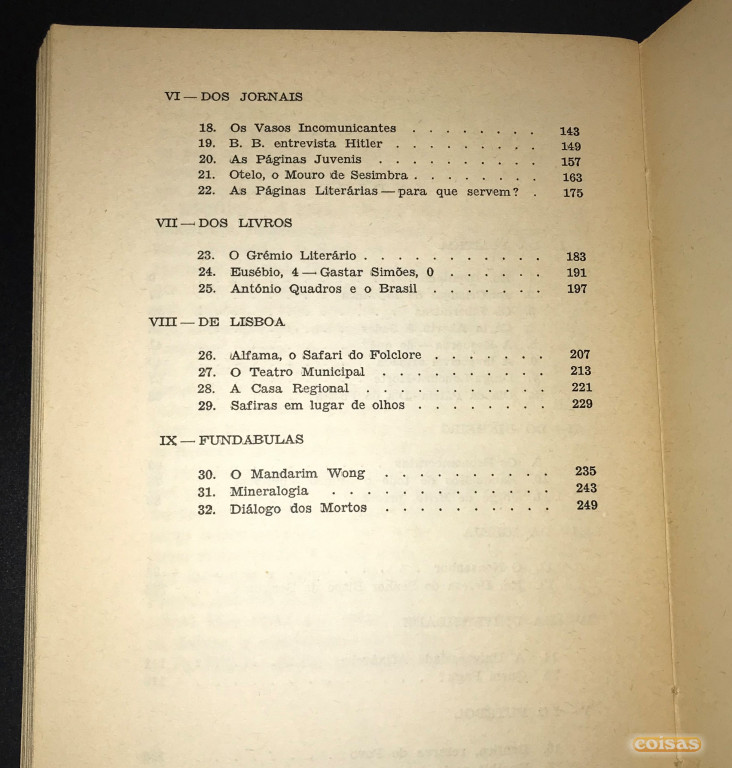 VI — DOS JORNAIS
18. Os Vasos Incomunicantes . . . . . . . . 143
19. B. B. entrevista Hitler . . . . . . . . . 149
20. As Páginas Juvenis . . . . . . . . . . 157
21. Otelo, o Mouro de Sesimbra . . . . . . . . 163
22. As Páginas Literárias — para que servem? . 175
VII — DOS LIVROS
23. O Grémio Literário . . . . . . . . . . . 183
24. Eusébio, 4 — Gastar Simões, 0 . . . . . . 191
25. António Quadros e o Brasil . . . . . . . 197
VIII — DE LISBOA
26. Alfama, o Safari do Folclore . . . . . . . 207
27. O Teatro Municipal . . . . . . . . . . 213
28. A Casa Regional . . . . . . . . . . . 221
29. Safiras em lugar de olhos . . . . . . . . 229
IX — FUNDABULAS
30. O Mandarim Wong . . . . . . . . . . 235
31. Mineralogia . . . . . . . . . . . . 243
32. Diálogo dos Mortos . . . . . . . . . . 249
coisas